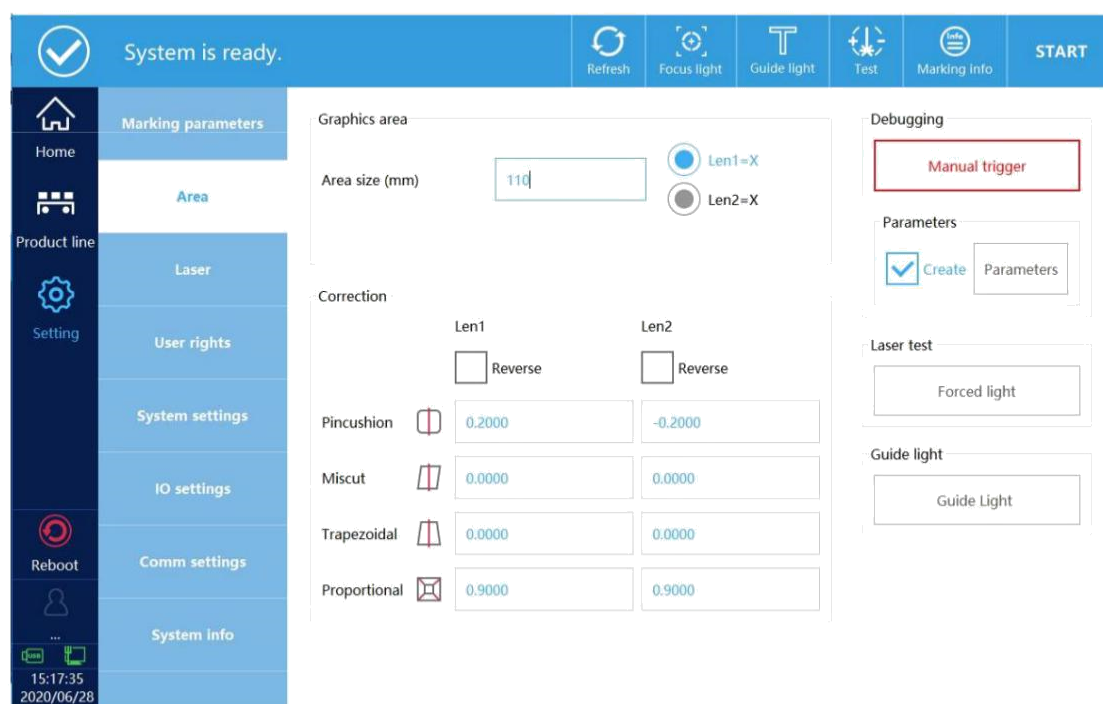 System is ready.
Refresh
Focus light
Guide light
Test
Info
Marking info
START
Home
Product line
Setting
Reboot
...
USB
15:17:35
2020/06/28
Marking parameters
Area
Laser
User rights
System settings
IO settings
Comm settings
System info
Graphics area
Area size (mm) 110
Len1=X
Len2=X
Correction
Len1 Len2
Reverse Reverse
Pincushion 0.2000 -0.2000
Miscut 0.0000 0.0000
Trapezoidal 0.0000 0.0000
Proportional 0.9000 0.9000
Debugging
Manual trigger
Parameters
Create Parameters
Laser test
Forced light
Guide light
Guide Light